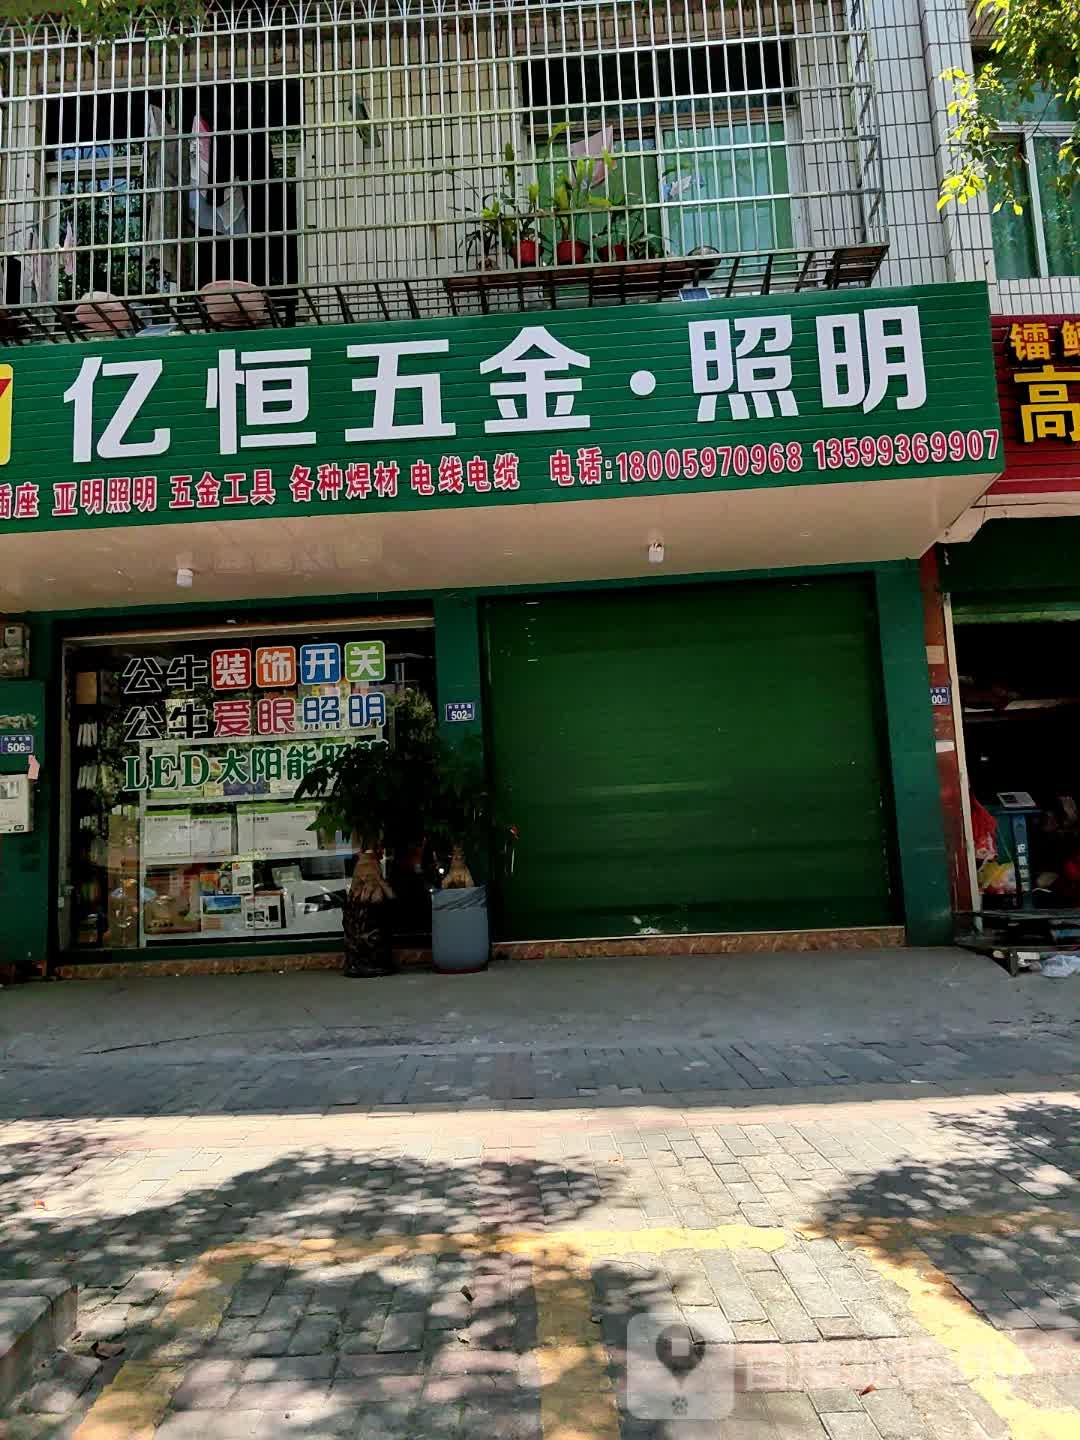 亿恒五金·照明
插座 亚明照明 五金工具 各种焊材 电线电缆 电话:18005970968 13599369907
镭
高
公牛装饰开关
公牛爱眼照明
LED太阳能照明
502
506
00